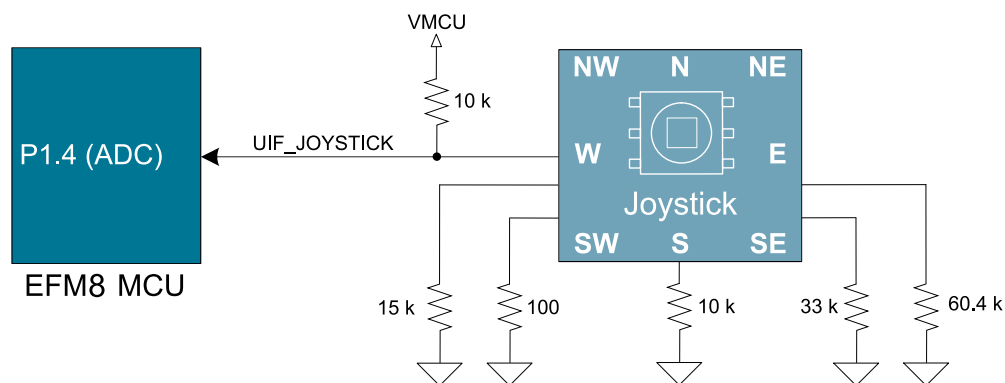 VMCU
NW N NE
10 k
P1.4 (ADC)
UIF_JOYSTICK
W E
Joystick
SW S SE
EFM8 MCU
15 k
100
10 k
33 k
60.4 k